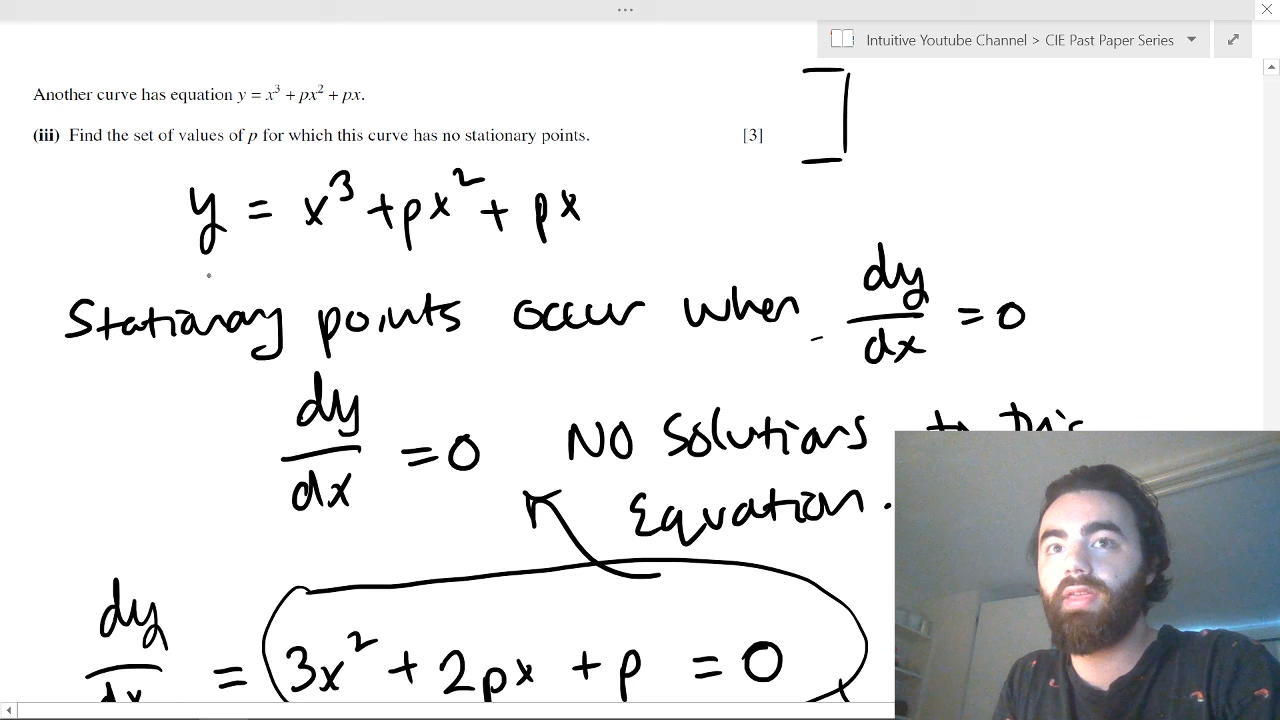 ...
Intuitive Youtube Channel > CIE Past Paper Series
Another curve has equation y = x³ + px² + px.
(iii) Find the set of values of p for which this curve has no stationary points. [3]
y = x³ + px² + px
Stationary points occur when dy/dx = 0
dy/dx = 0 NO Solutions to this
Equation.
dy/dx = 3x² + 2px + p = 0